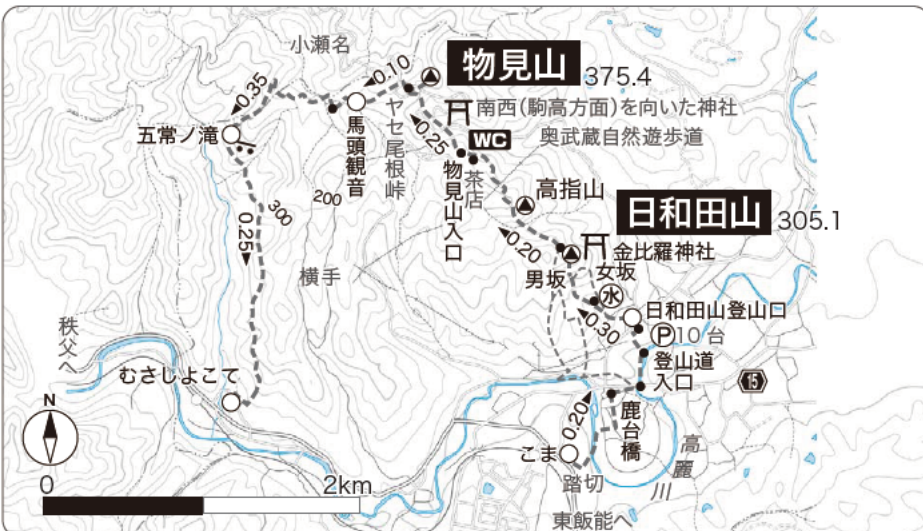 小瀬名
物見山 375.4
0.10
0.35
南西(駒高方面)を向いた神社
奥武蔵自然遊歩道
WC
五常ノ滝
馬頭観音
ヤセ尾根峠
0.25
物見山入口
茶店
高指山
日和田山 305.1
200
300
0.25
0.20
金比羅神社
男坂
女坂
水
横手
0.30
日和田山登山口
P 10台
登山道入口
15
秩父へ
むさしよこて
0.20
鹿台橋
こま
高麗川
N
踏切
0 2km
東飯能へ